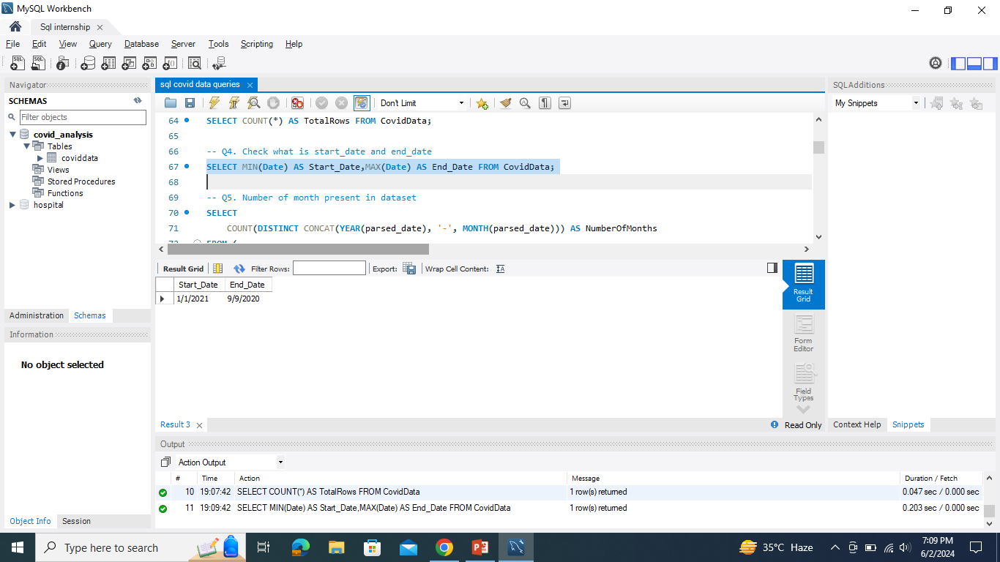 MySQL Workbench
Sql internship
File Edit View Query Database Server Tools Scripting Help
Navigator
SCHEMAS
Filter objects
covid_analysis
Tables
coviddata
Views
Stored Procedures
Functions
hospital
Administration Schemas
Information
No object selected
Object Info Session
sql covid data queries
Don't Limit
64 SELECT COUNT(*) AS TotalRows FROM CovidData;
65
66 -- Q4. Check what is start_date and end_date
67 SELECT MIN(Date) AS Start_Date,MAX(Date) AS End_Date FROM CovidData;
68
69 -- Q5. Number of month present in dataset
70 SELECT
71 COUNT(DISTINCT CONCAT(YEAR(parsed_date), '-', MONTH(parsed_date))) AS NumberOfMonths
72 FROM (
Result Grid Filter Rows: Export: Wrap Cell Content:
Start_Date End_Date
1/1/2021 9/9/2020
Result Grid
Form Editor
Field Types
Result 3
Read Only
SQLAdditions
My Snippets
Context Help Snippets
Output
Action Output
# Time Action Message Duration / Fetch
10 19:07:42 SELECT COUNT(*) AS TotalRows FROM CovidData 1 row(s) returned 0.047 sec / 0.000 sec
11 19:09:42 SELECT MIN(Date) AS Start_Date,MAX(Date) AS End_Date FROM CovidData 1 row(s) returned 0.203 sec / 0.000 sec
Type here to search
35°C Haze
7:09 PM
6/2/2024